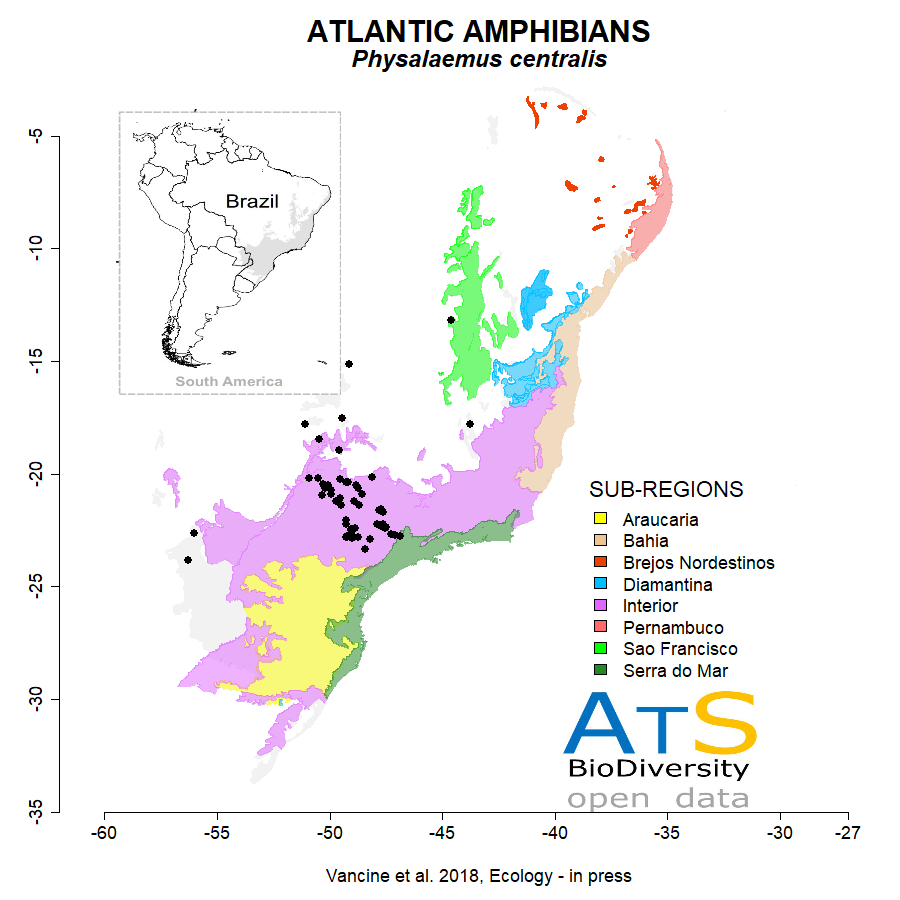 ATLANTIC AMPHIBIANS
Physalaemus centralis
-5
-10
-15
-20
-25
-30
-35
Brazil
South America
SUB-REGIONS
Araucaria
Bahia
Brejos Nordestinos
Diamantina
Interior
Pernambuco
Sao Francisco
Serra do Mar
ATS
BioDiversity
open data
-60
-55
-50
-45
-40
-35
-30
-27
Vancine et al. 2018, Ecology - in press